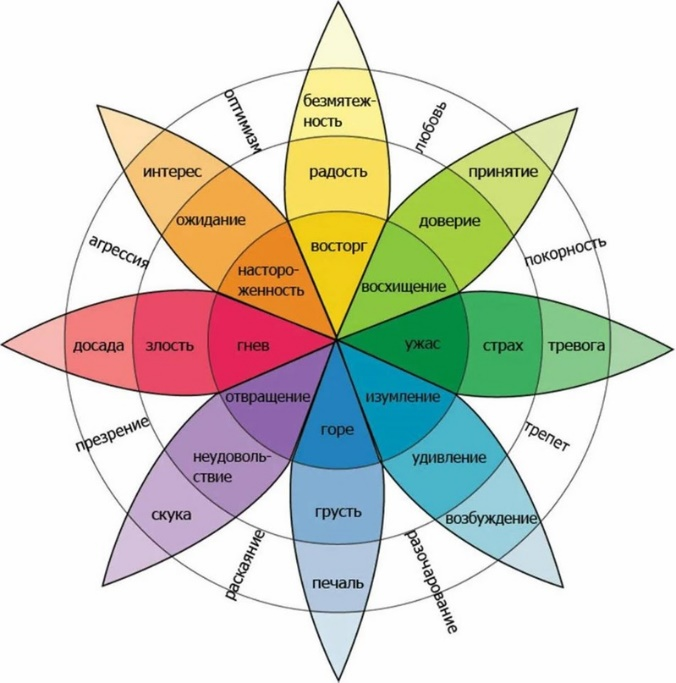 безмятеж-
ность
оптимизм
любовь
интерес
радость
принятие
ожидание
доверие
агрессия
восторг
покорность
насторо-
женность
восхищение
досада
злость
гнев
ужас
страх
тревога
отвращение
изумление
презрение
горе
трепет
неудоволь-
ствие
удивление
скука
грусть
возбуждение
раскаяние
печаль
разочарование